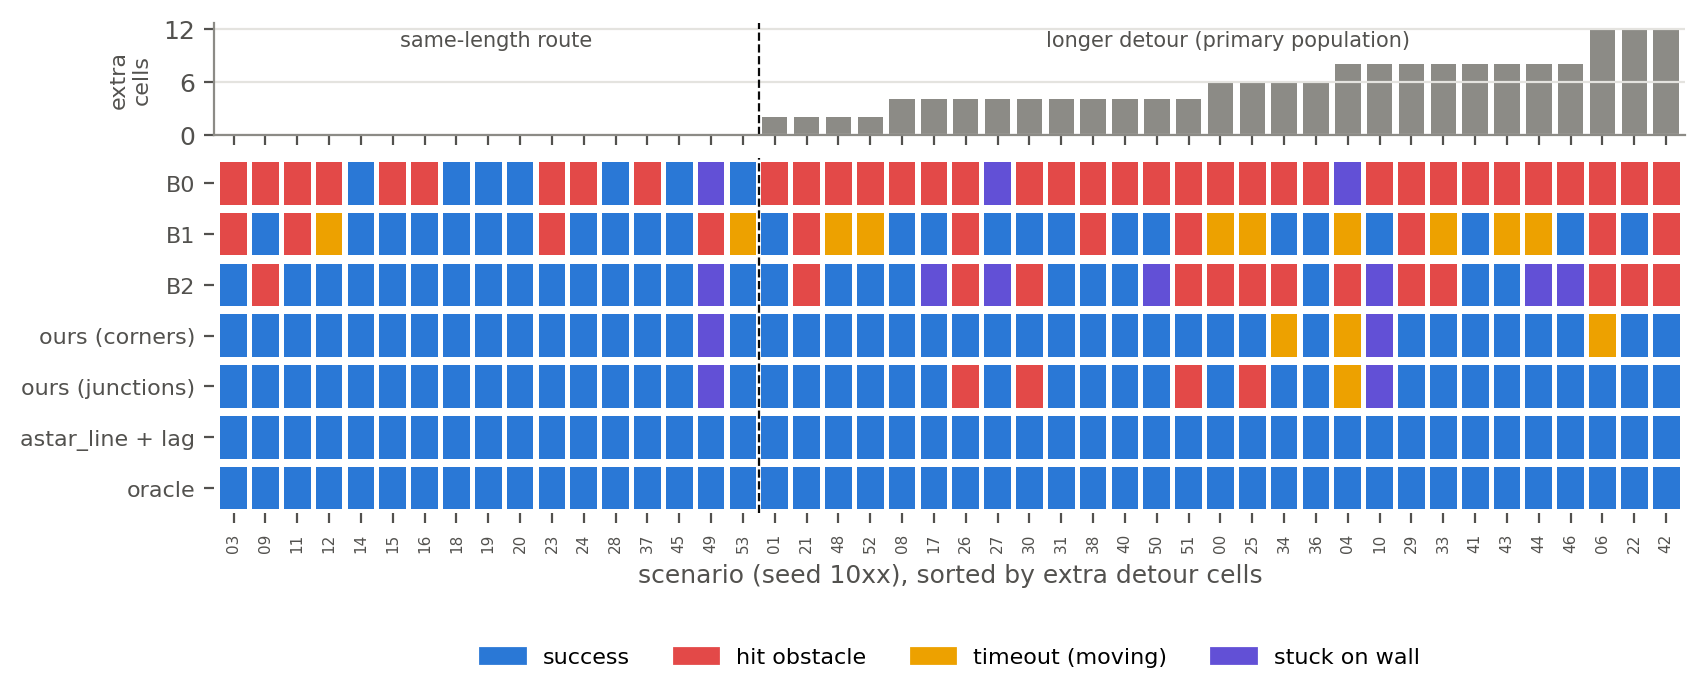 12
6
0
extra
cells
same-length route
longer detour (primary population)
B0
B1
B2
ours (corners)
ours (junctions)
astar_line + lag
oracle
03 09 11 12 14 15 16 18 19 20 23 24 28 37 45 49 53 01 21 48 52 08 17 26 27 30 31 38 40 50 51 00 25 34 36 04 10 29 33 41 43 44 46 06 22 42
scenario (seed 10xx), sorted by extra detour cells
success hit obstacle timeout (moving) stuck on wall